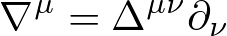 ∇^μ = Δ^{μν} ∂_ν